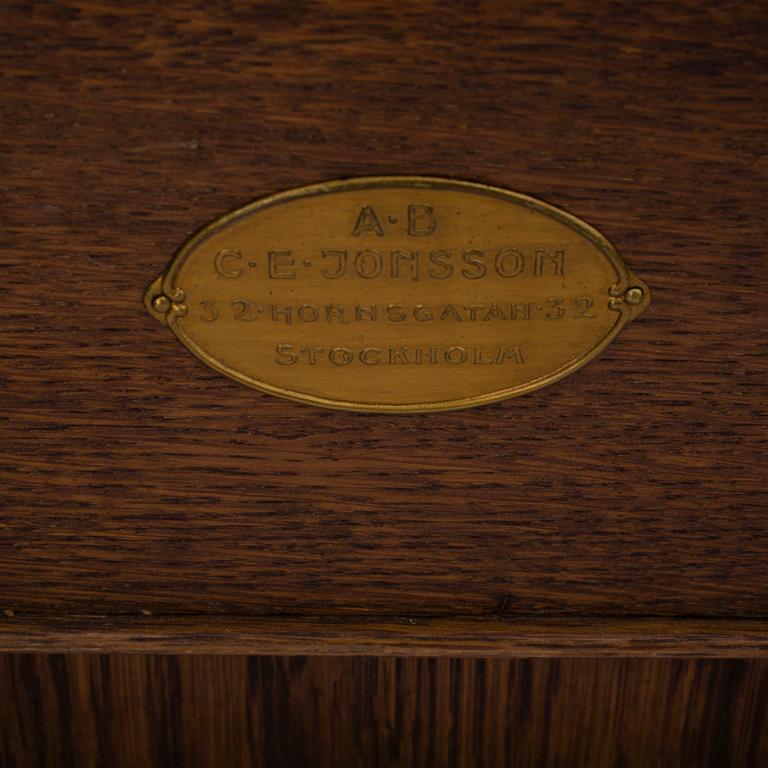 A·B
C·E·JONSSON
32·HORNSGATAN·32
STOCKHOLM